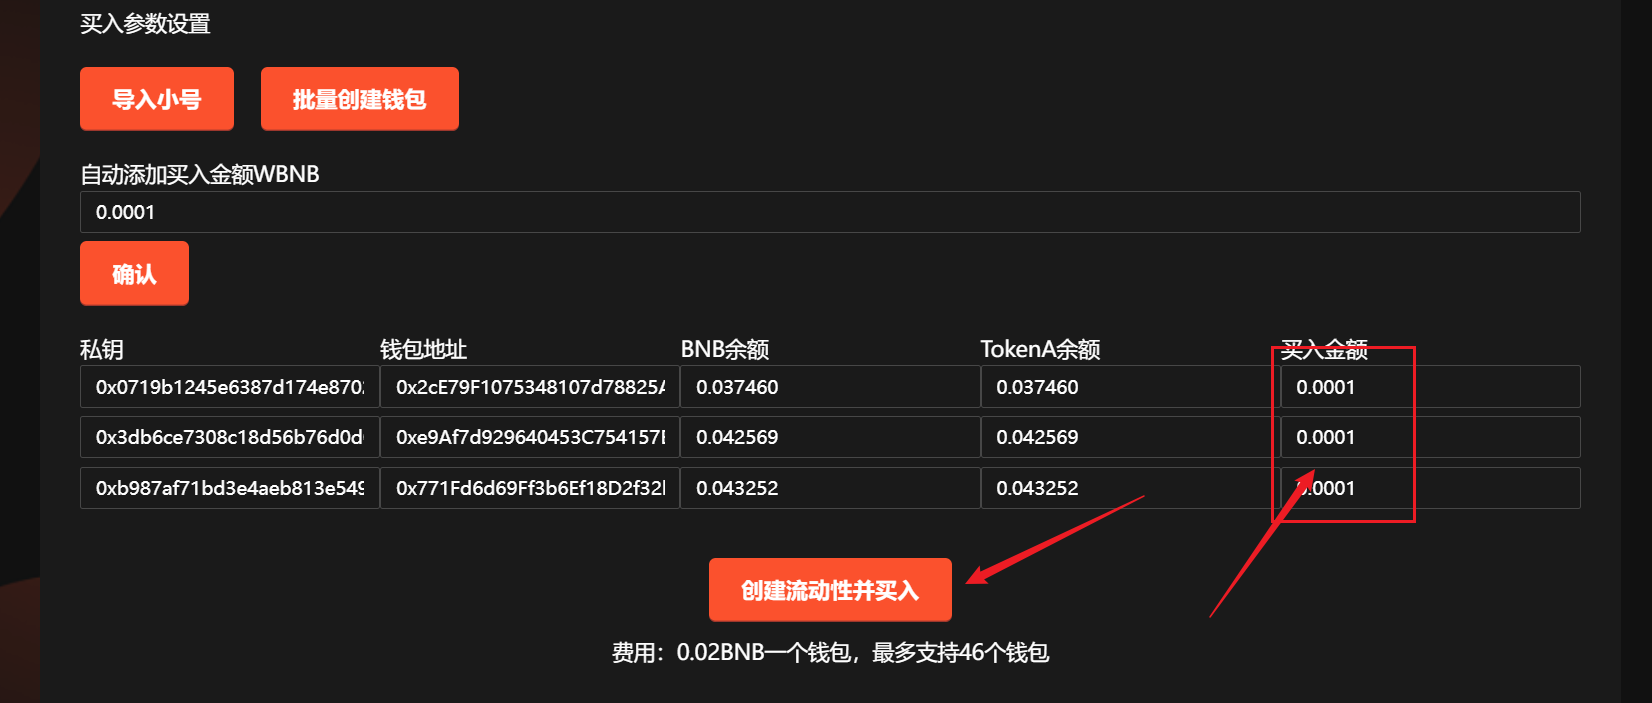 买入参数设置
导入小号 批量创建钱包
自动添加买入金额WBNB
0.0001
确认
私钥 钱包地址 BNB余额 TokenA余额 买入金额
0x0719b1245e6387d174e870 0x2cE79F1075348107d78825A 0.037460 0.037460 0.0001
0x3db6ce7308c18d56b76d0d 0xe9Af7d929640453C754157 0.042569 0.042569 0.0001
0xb987af71bd3e4aeb813e549 0x771Fd6d69Ff3b6Ef18D2f32 0.043252 0.043252 0.0001
创建流动性并买入
费用：0.02BNB一个钱包，最多支持46个钱包